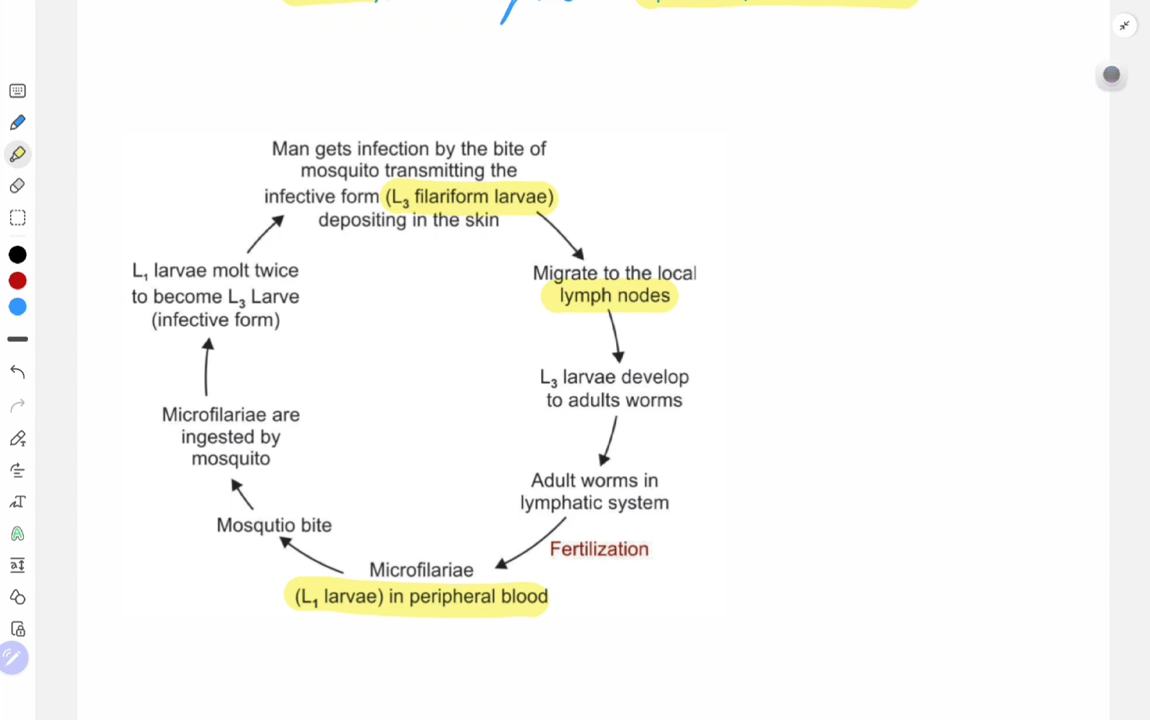 Man gets infection by the bite of
mosquito transmitting the
infective form (L₃ filariform larvae)
depositing in the skin
Migrate to the local
lymph nodes
L₃ larvae develop
to adults worms
Adult worms in
lymphatic system
Fertilization
Microfilariae
(L₁ larvae) in peripheral blood
Mosqutio bite
Microfilariae are
ingested by
mosquito
L₁ larvae molt twice
to become L₃ Larve
(infective form)